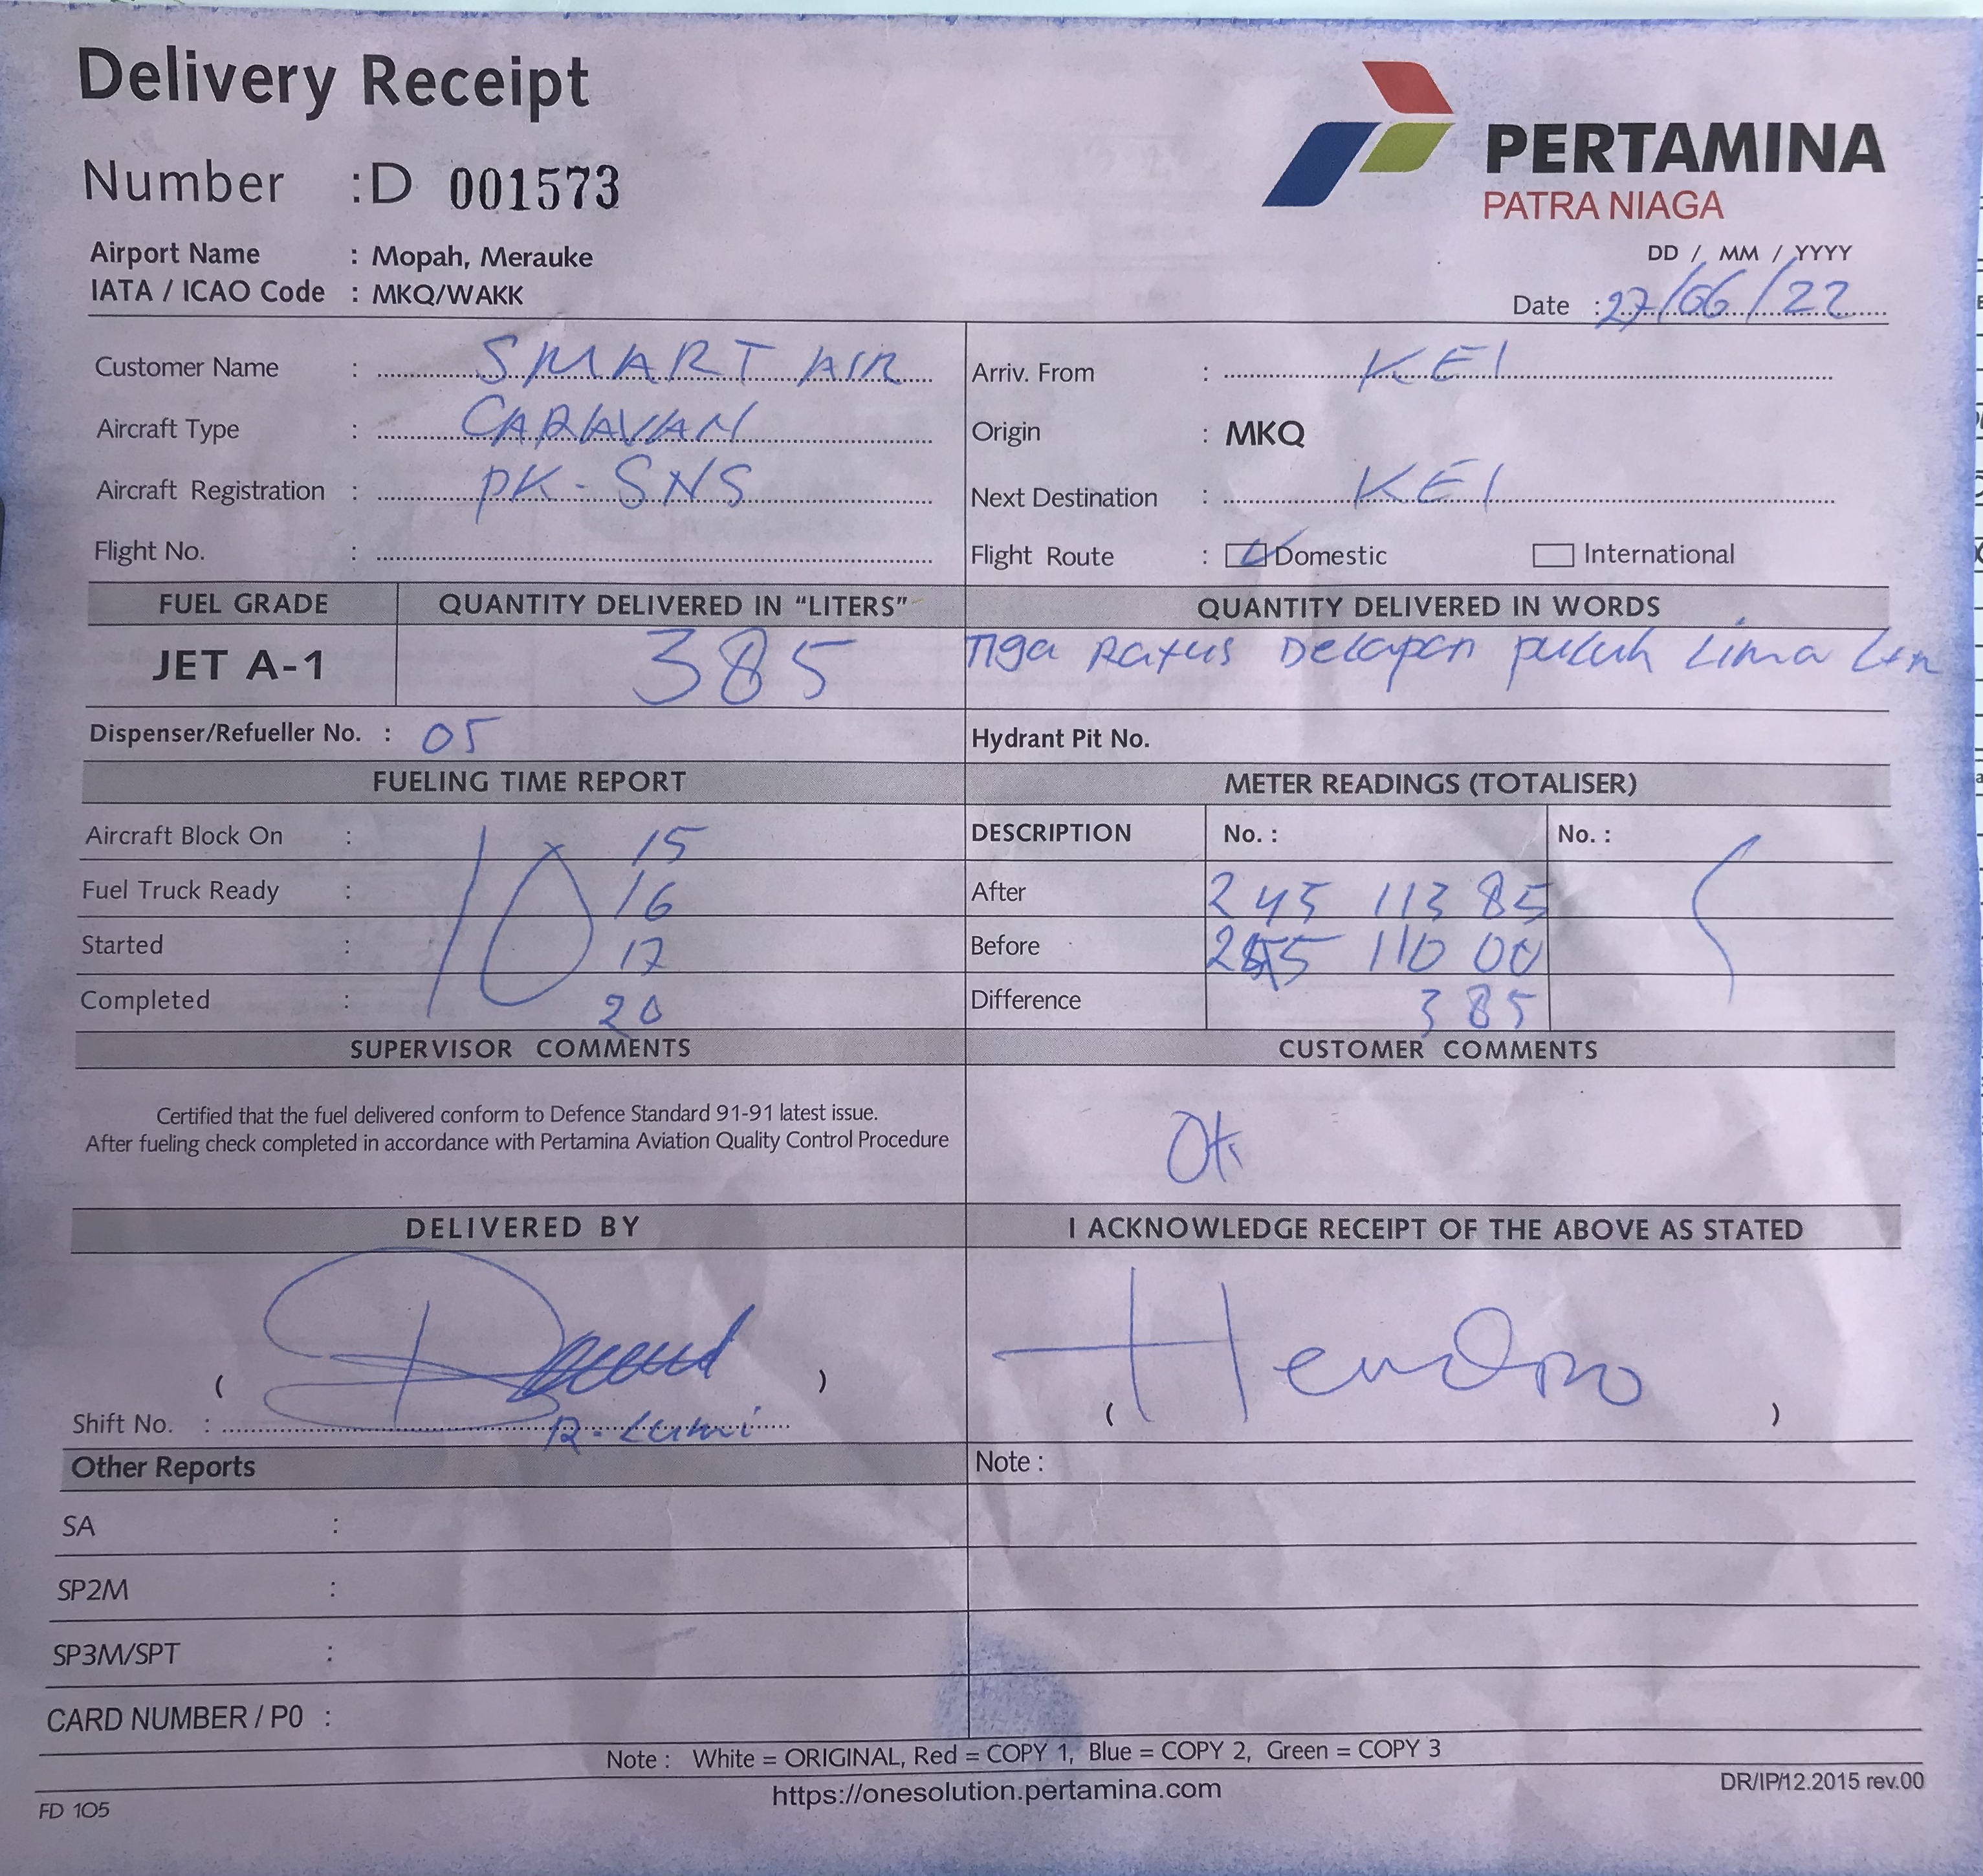 Delivery Receipt
Number : D 001573
PERTAMINA
PATRA NIAGA
Airport Name : Mopah, Merauke
IATA / ICAO Code : MKQ/WAKK
DD / MM / YYYY
Date : 27/06/22
Customer Name : SMART AIR
Arriv. From : KEI
Aircraft Type : CARAVAN
Origin : MKQ
Aircraft Registration : PK-SNS
Next Destination : KEI
Flight No. :
Flight Route : Domestic International
FUEL GRADE QUANTITY DELIVERED IN “LITERS” QUANTITY DELIVERED IN WORDS
JET A-1 385 Tiga Ratus Delapan puluh Lima Ltr
Dispenser/Refueller No. : 05 Hydrant Pit No.
FUELING TIME REPORT METER READINGS (TOTALISER)
Aircraft Block On : 10 15 DESCRIPTION No. : No. :
Fuel Truck Ready : 16 After 245 113 85
Started : 17 Before 245 110 00
Completed : 20 Difference 385
SUPERVISOR COMMENTS CUSTOMER COMMENTS
Certified that the fuel delivered conform to Defence Standard 91-91 latest issue.
After fueling check completed in accordance with Pertamina Aviation Quality Control Procedure
Ok
DELIVERED BY I ACKNOWLEDGE RECEIPT OF THE ABOVE AS STATED
( ) ( Hendro )
Shift No. : R. Lumi
Other Reports Note :
SA :
SP2M :
SP3M/SPT :
CARD NUMBER / P0 :
Note : White = ORIGINAL, Red = COPY 1, Blue = COPY 2, Green = COPY 3
https://onesolution.pertamina.com
FD 105
DR/IP/12.2015 rev.00